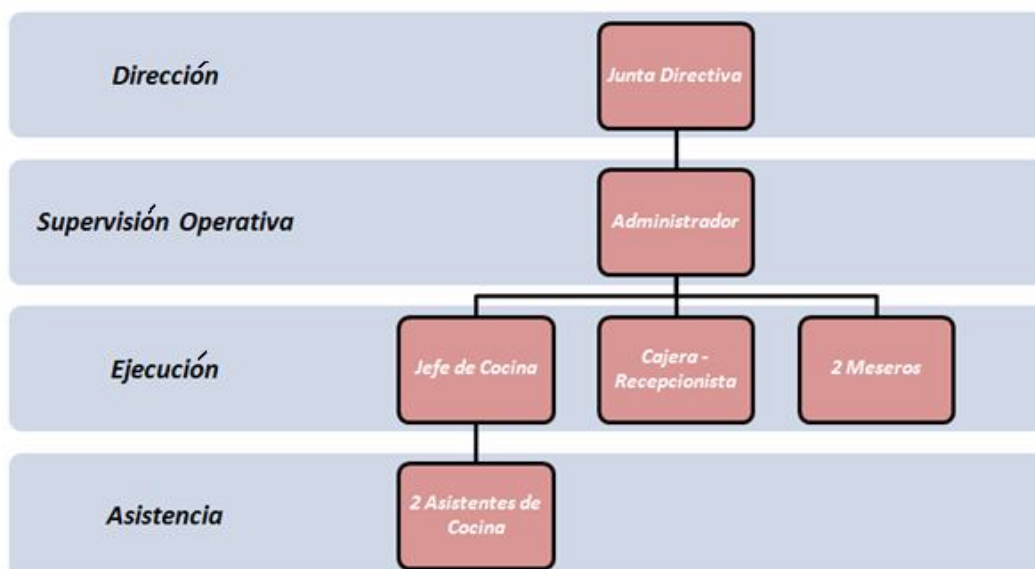 Dirección
Junta Directiva
Supervisión Operativa
Administrador
Ejecución
Jefe de Cocina
Cajera -
Recepcionista
2 Meseros
Asistencia
2 Asistentes de
Cocina